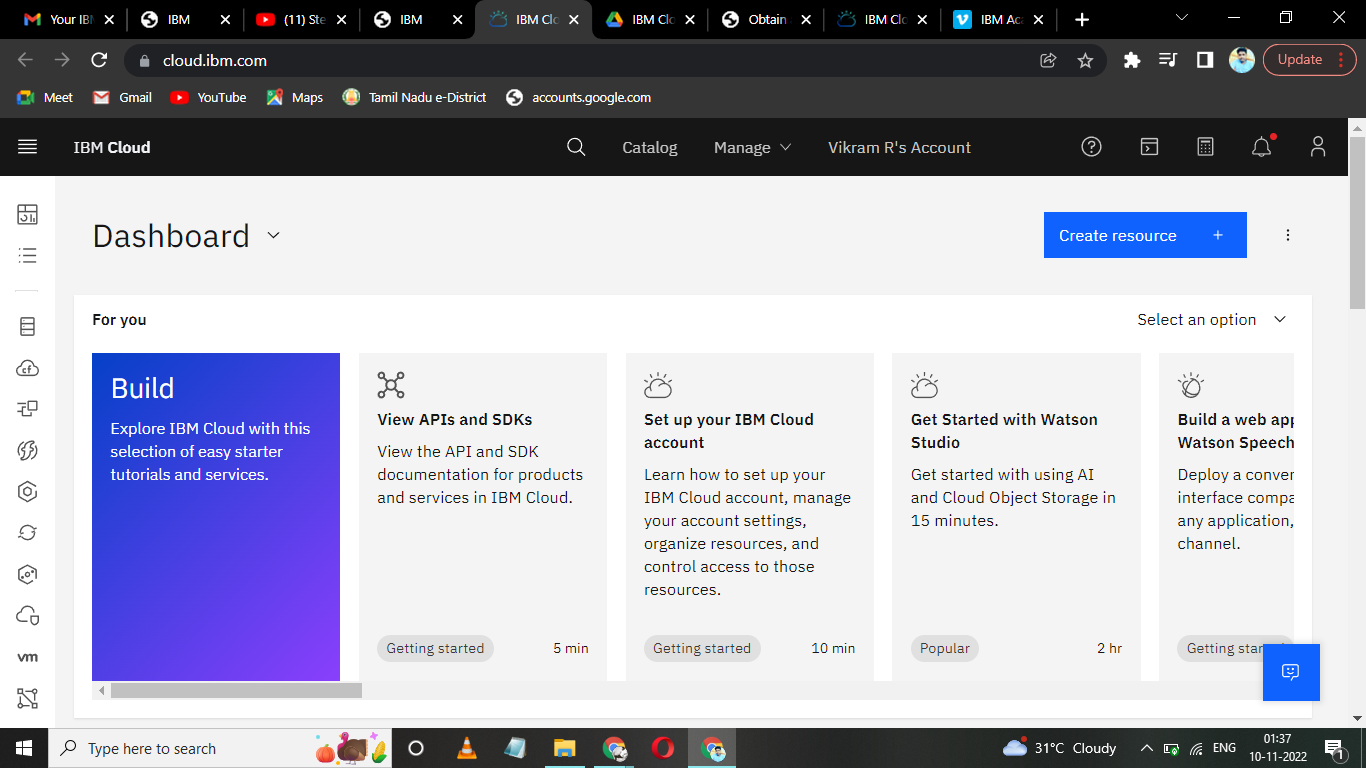 Your IBM
IBM
(11) Ste
IBM
IBM Clo
IBM Clo
Obtain
IBM Clo
IBM Aca
cloud.ibm.com
Update
Meet
Gmail
YouTube
Maps
Tamil Nadu e-District
accounts.google.com
IBM Cloud
Catalog
Manage
Vikram R's Account
Dashboard
Create resource +
For you
Select an option
Build
Explore IBM Cloud with this
selection of easy starter
tutorials and services.
View APIs and SDKs
View the API and SDK
documentation for products
and services in IBM Cloud.
Getting started
5 min
Set up your IBM Cloud
account
Learn how to set up your
IBM Cloud account, manage
your account settings,
organize resources, and
control access to those
resources.
Getting started
10 min
Get Started with Watson
Studio
Get started with using AI
and Cloud Object Storage in
15 minutes.
Popular
2 hr
Build a web app
Watson Speech
Deploy a conver
interface compa
any application,
channel.
Getting star
cf
vm
Type here to search
31°C Cloudy
ENG
01:37
10-11-2022
1